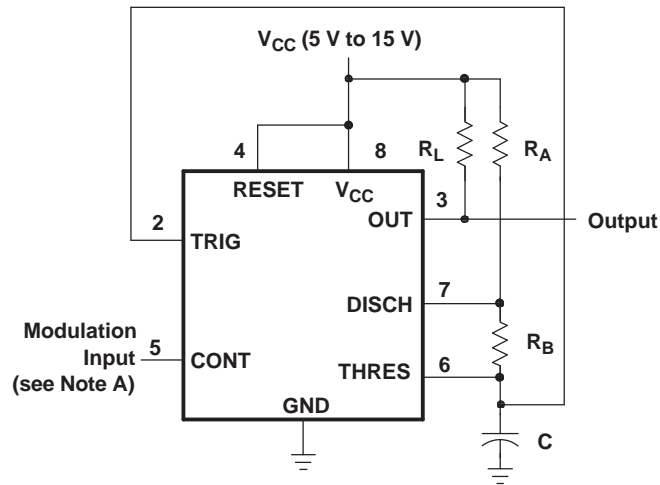 VCC (5 V to 15 V)
4
8
RL
RA
RESET
VCC
3
2
OUT
Output
TRIG
7
DISCH
Modulation
Input
(see Note A)
5
CONT
RB
6
THRES
GND
C